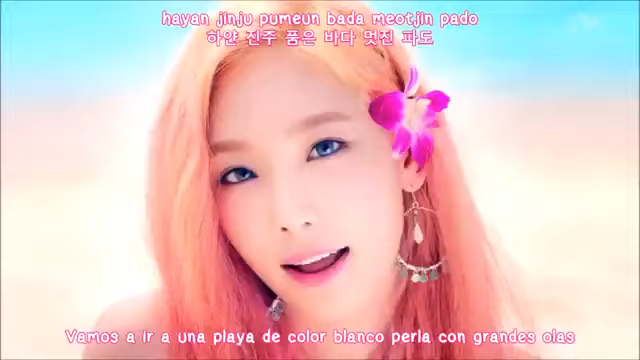 hayan jinju pumeun bada meotjin pado
하얀 진주 품은 바다 멋진 파도
Vamos a ir a una playa de color blanco perla con grandes olas